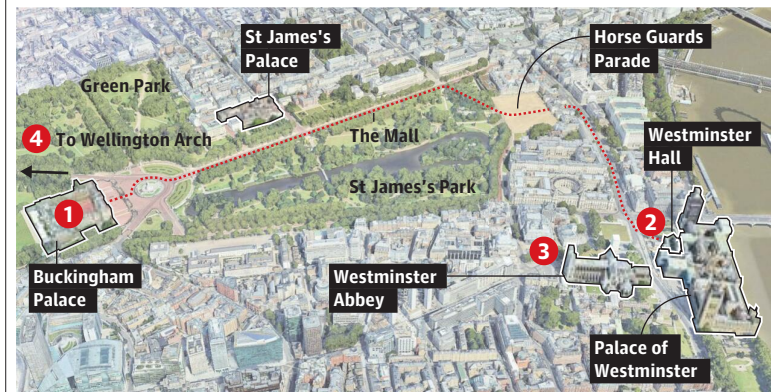 St James's
Palace
Horse Guards
Parade
Green Park
4 To Wellington Arch
The Mall
Westminster
Hall
St James's Park
1
2
3
Buckingham
Palace
Westminster
Abbey
Palace of
Westminster